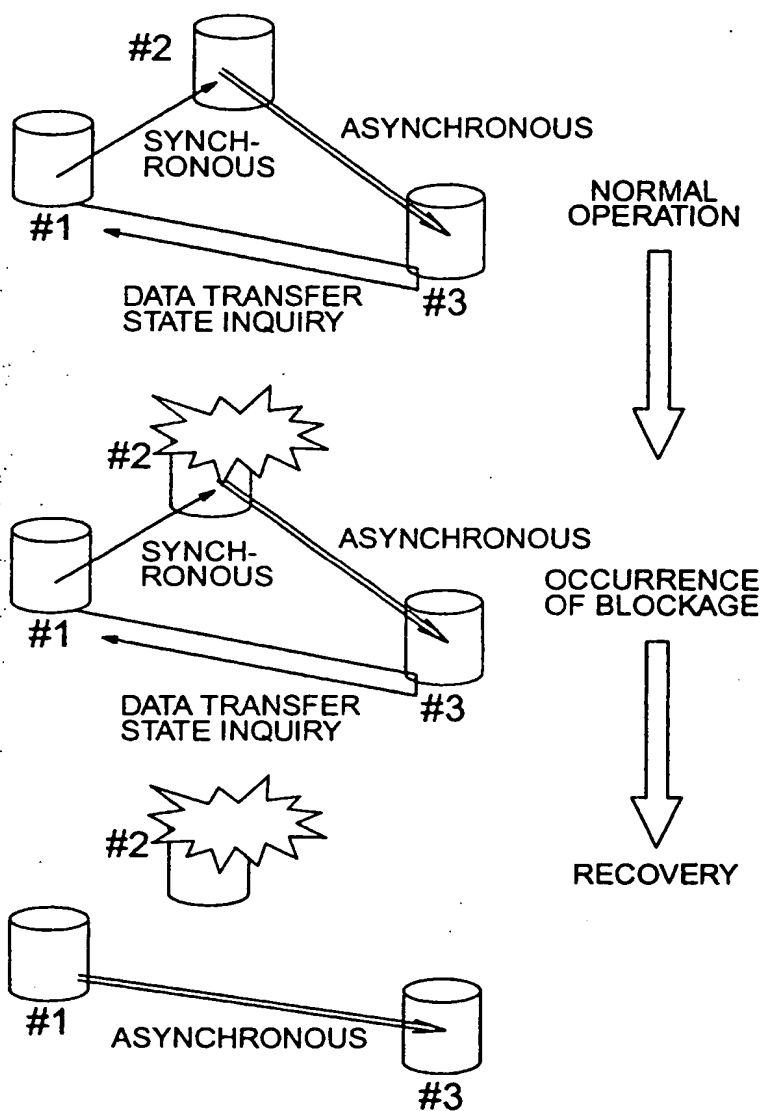 #2
SYNCH-
RONOUS
ASYNCHRONOUS
#1
#3
DATA TRANSFER
STATE INQUIRY
NORMAL
OPERATION
#2
SYNCH-
RONOUS
ASYNCHRONOUS
#1
#3
DATA TRANSFER
STATE INQUIRY
OCCURRENCE
OF BLOCKAGE
#2
RECOVERY
#1
ASYNCHRONOUS
#3